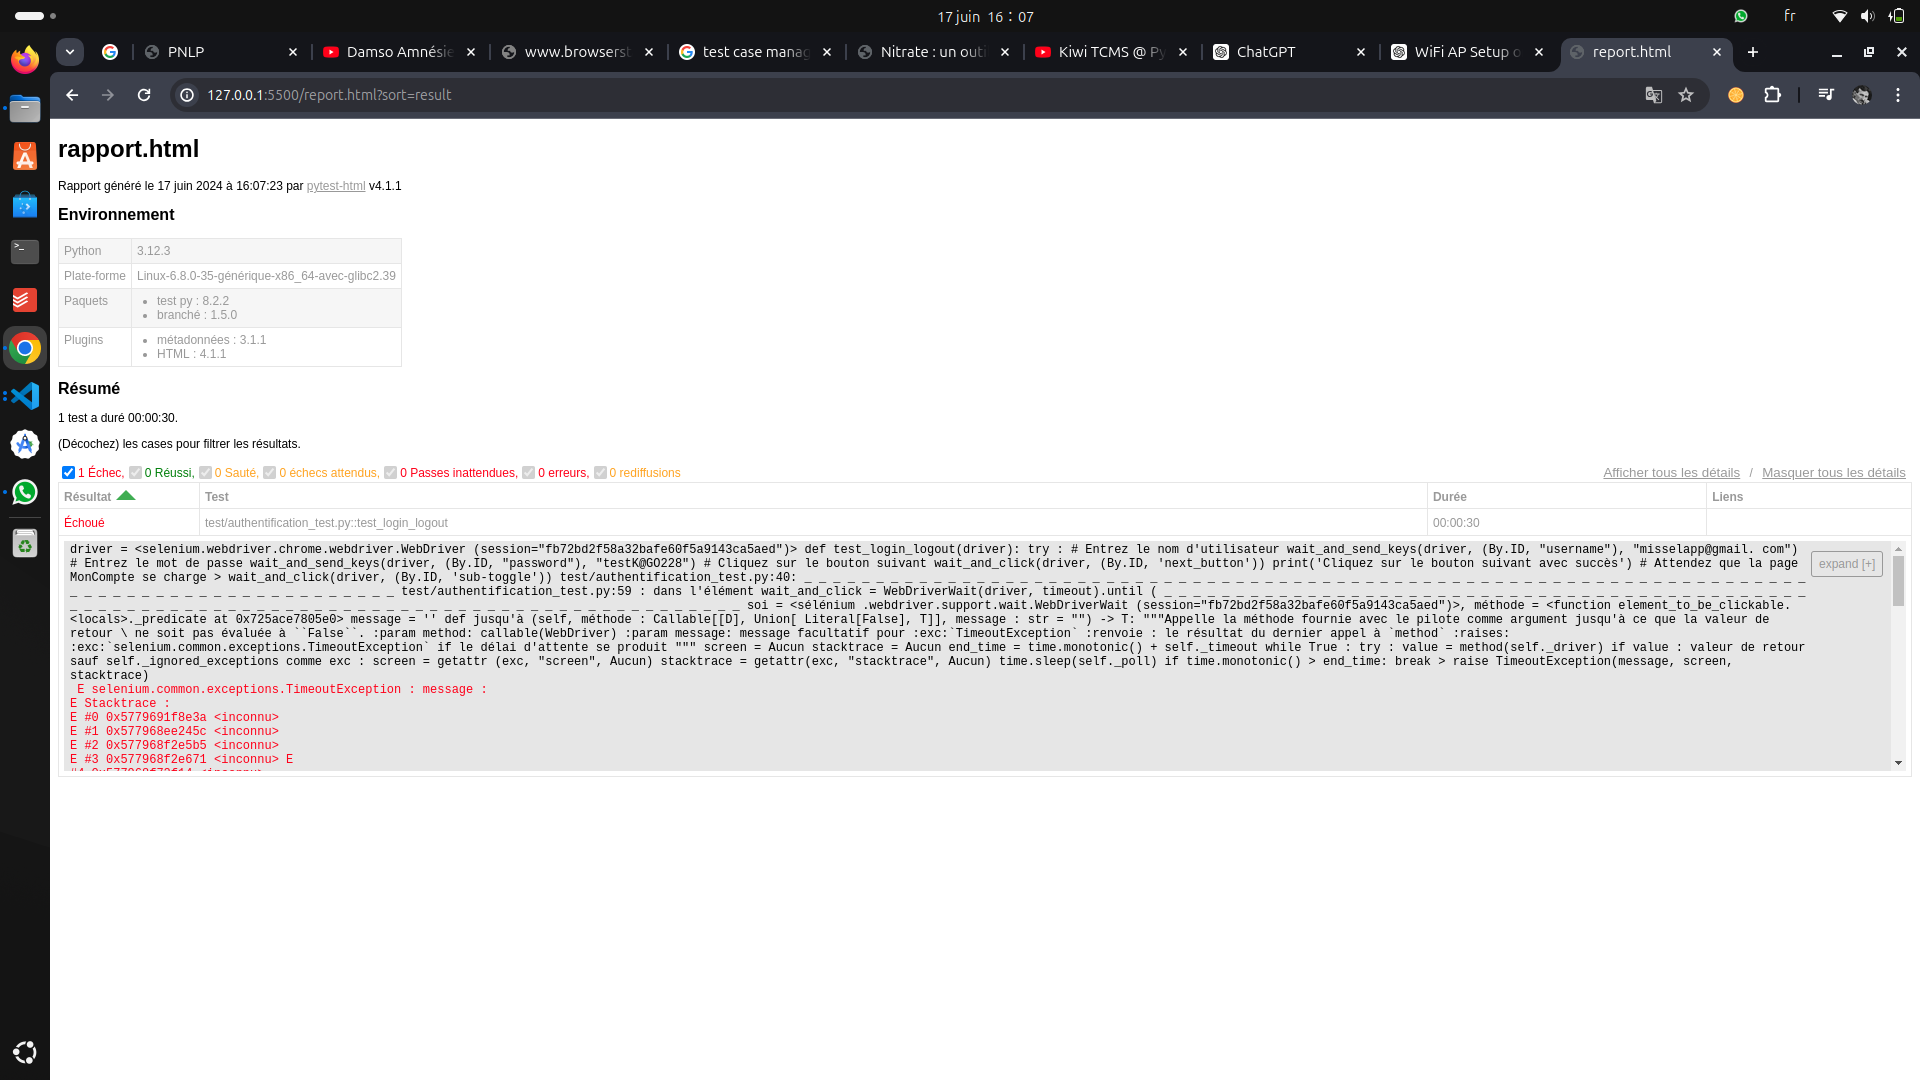 17 juin 16 : 07
fr
PNLP
Damso Amnésie
www.browserst
test case manag
Nitrate : un outi
Kiwi TCMS @ Py
ChatGPT
WiFi AP Setup o
report.html
127.0.0.1:5500/report.html?sort=result
rapport.html
Rapport généré le 17 juin 2024 à 16:07:23 par pytest-html v4.1.1
Environnement
Python 3.12.3
Plate-forme Linux-6.8.0-35-générique-x86_64-avec-glibc2.39
Paquets
test py : 8.2.2
branché : 1.5.0
Plugins
métadonnées : 3.1.1
HTML : 4.1.1
Résumé
1 test a duré 00:00:30.
(Décochez) les cases pour filtrer les résultats.
1 Échec, 0 Réussi, 0 Sauté, 0 échecs attendus, 0 Passes inattendues, 0 erreurs, 0 rediffusions
Afficher tous les détails / Masquer tous les détails
Résultat Test Durée Liens
Échoué test/authentification_test.py::test_login_logout 00:00:30
expand [+]
driver = <selenium.webdriver.chrome.webdriver.WebDriver (session="fb72bd2f58a32bafe60f5a9143ca5aed")> def test_login_logout(driver): try : # Entrez le nom d'utilisateur wait_and_send_keys(driver, (By.ID, "username"), "misselapp@gmail. com")
# Entrez le mot de passe wait_and_send_keys(driver, (By.ID, "password"), "testK@GO228") # Cliquez sur le bouton suivant wait_and_click(driver, (By.ID, 'next_button')) print('Cliquez sur le bouton suivant avec succès') # Attendez que la page
MonCompte se charge > wait_and_click(driver, (By.ID, 'sub-toggle')) test/authentification_test.py:40: _ _ _ _ _ _ _ _ _ _ _ _ _ _ _ _ _ _ _ _ _ _ _ _ _ _ _ _ _ _ _ _ _ _ _ _ _ _ _ _ _ _ _ _ _ _ _ _ _ _ _ _ _ _ _ _ _ _ _ _ _ _ _ _ _ _ _ _ _ _
_ _ _ _ _ _ _ _ _ _ _ _ _ _ _ _ _ _ _ _ _ _ _ test/authentification_test.py:59 : dans l'élément wait_and_click = WebDriverWait(driver, timeout).until ( _ _ _ _ _ _ _ _ _ _ _ _ _ _ _ _ _ _ _ _ _ _ _ _ _ _ _ _ _ _ _ _ _ _ _ _ _ _ _ _ _ _ _ _ _
_ _ _ _ _ _ _ _ _ _ _ _ _ _ _ _ _ _ _ _ _ _ _ _ _ _ _ _ _ _ _ _ _ _ _ _ _ _ _ _ _ _ _ _ _ _ _ soi = <sélénium .webdriver.support.wait.WebDriverWait (session="fb72bd2f58a32bafe60f5a9143ca5aed")>, méthode = <function element_to_be_clickable.
<locals>._predicate at 0x725ace7805e0> message = '' def jusqu'à (self, méthode : Callable[[D], Union[ Literal[False], T]], message : str = "") -> T: """Appelle la méthode fournie avec le pilote comme argument jusqu'à ce que la valeur de
retour \ ne soit pas évaluée à ``False``. :param method: callable(WebDriver) :param message: message facultatif pour :exc:`TimeoutException` :renvoie : le résultat du dernier appel à `method` :raises:
:exc:`selenium.common.exceptions.TimeoutException` if le délai d'attente se produit """ screen = Aucun stacktrace = Aucun end_time = time.monotonic() + self._timeout while True : try : value = method(self._driver) if value : valeur de retour
sauf self._ignored_exceptions comme exc : screen = getattr (exc, "screen", Aucun) stacktrace = getattr(exc, "stacktrace", Aucun) time.sleep(self._poll) if time.monotonic() > end_time: break > raise TimeoutException(message, screen,
stacktrace)
E selenium.common.exceptions.TimeoutException : message :
E Stacktrace :
E #0 0x5779691f8e3a <inconnu>
E #1 0x577968ee245c <inconnu>
E #2 0x577968f2e5b5 <inconnu>
E #3 0x577968f2e671 <inconnu> E